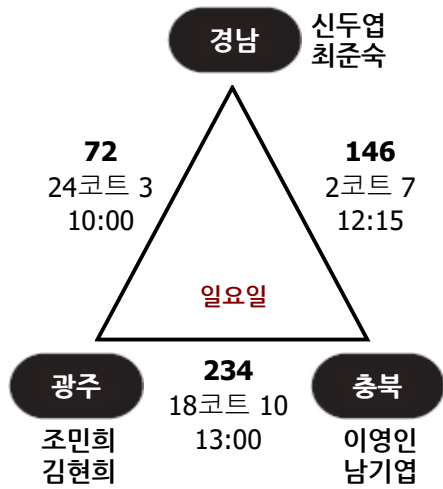 경남
신두엽
최준숙
72
24코트 3
10:00
146
2코트 7
12:15
일요일
광주
조민희
김현희
234
18코트 10
13:00
충북
이영인
남기엽